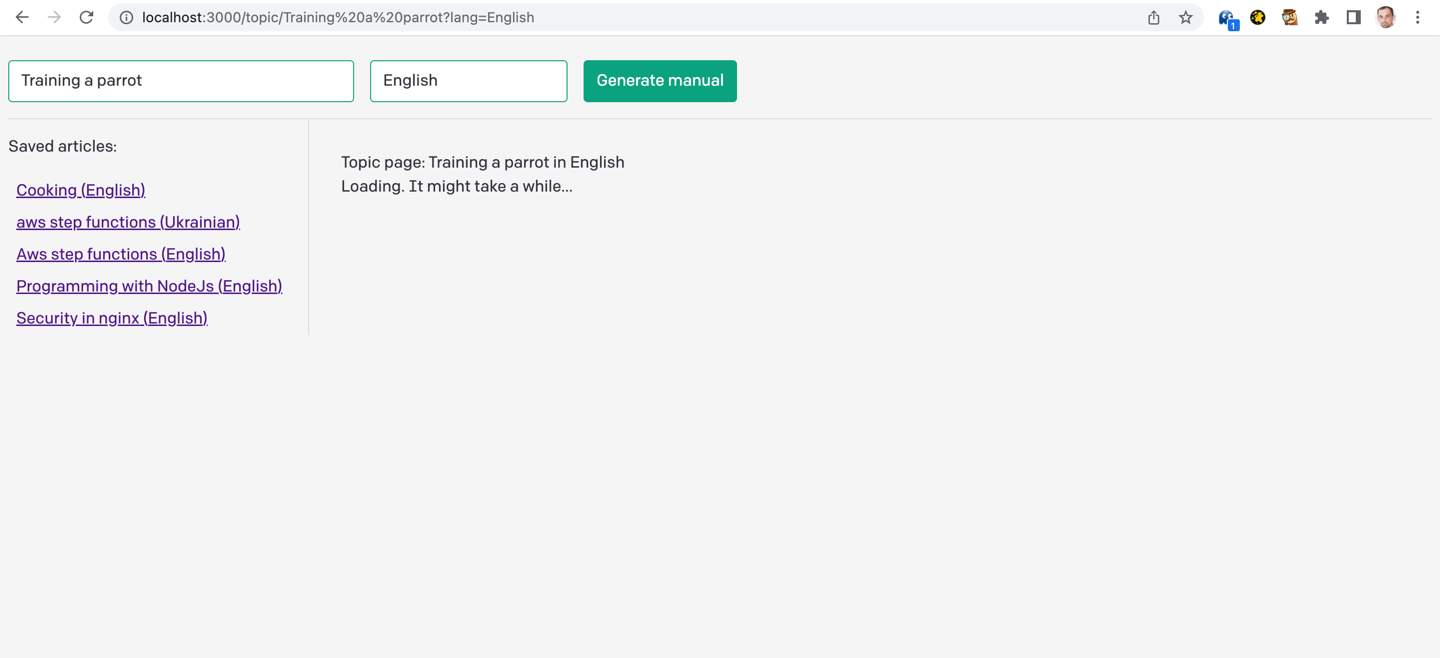 localhost:3000/topic/Training%20a%20parrot?lang=English
1
Training a parrot
English
Generate manual
Saved articles:
Cooking (English)
aws step functions (Ukrainian)
Aws step functions (English)
Programming with NodeJs (English)
Security in nginx (English)
Topic page: Training a parrot in English
Loading. It might take a while...